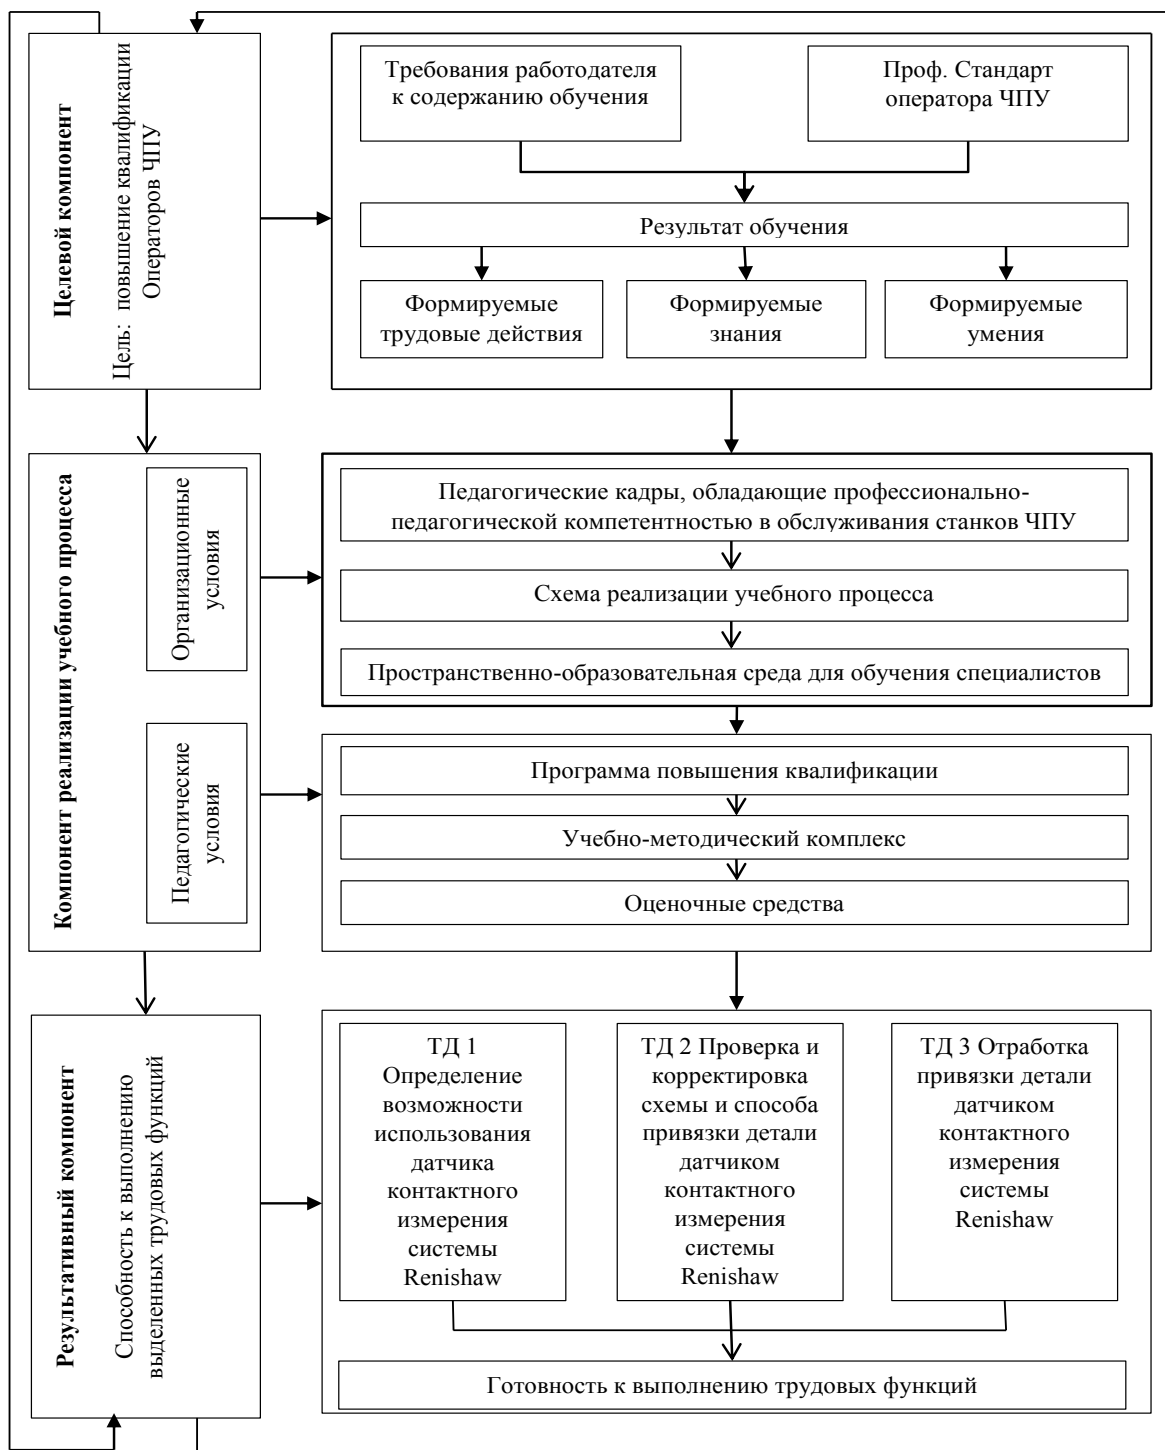 Целевой компонент
Цель: повышение квалификации
Операторов ЧПУ
Требования работодателя
к содержанию обучения
Проф. Стандарт
оператора ЧПУ
Результат обучения
Формируемые
трудовые действия
Формируемые
знания
Формируемые
умения
Компонент реализации учебного процесса
Организационные
условия
Педагогические кадры, обладающие профессионально-
педагогической компетентностью в обслуживания станков ЧПУ
Схема реализации учебного процесса
Пространственно-образовательная среда для обучения специалистов
Педагогические
условия
Программа повышения квалификации
Учебно-методический комплекс
Оценочные средства
Результативный компонент
Способность к выполнению
выделенных трудовых функций
ТД 1
Определение
возможности
использования
датчика
контактного
измерения
системы
Renishaw
ТД 2 Проверка и
корректировка
схемы и способа
привязки детали
датчиком
контактного
измерения
системы
Renishaw
ТД 3 Отработка
привязки детали
датчиком
контактного
измерения
системы
Renishaw
Готовность к выполнению трудовых функций